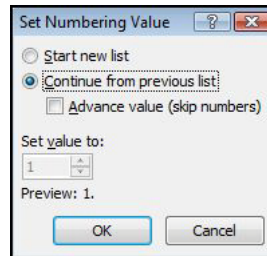 Set Numbering Value
Start new list
Continue from previous list
Advance value (skip numbers)
Set value to:
1
Preview: 1.
OK Cancel